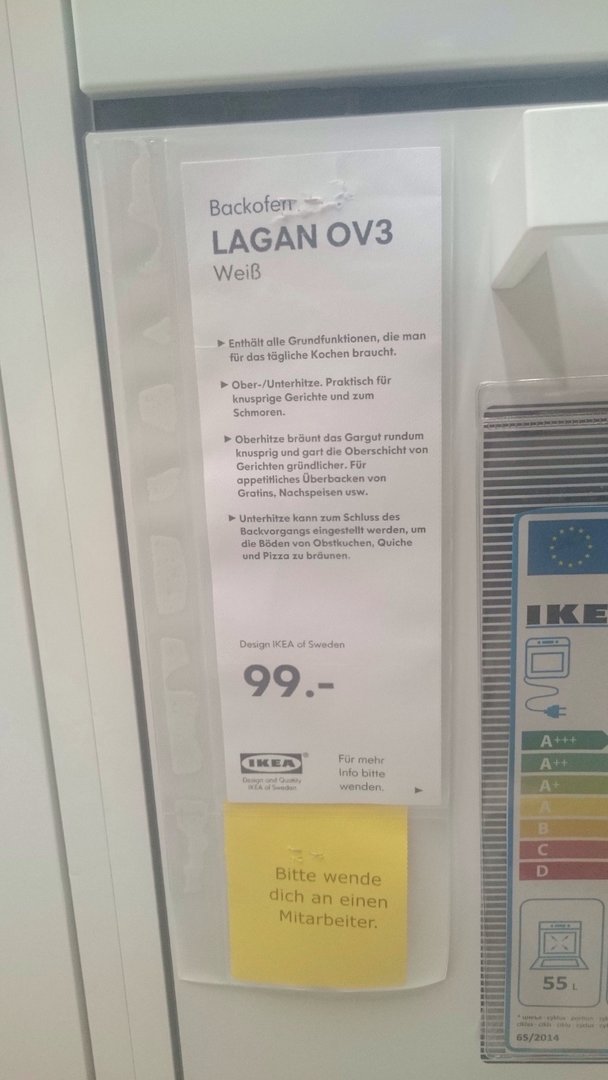 Backofen
LAGAN OV3
Weiß
▶ Enthält alle Grundfunktionen, die man
für das tägliche Kochen braucht.
▶ Ober-/Unterhitze. Praktisch für
knusprige Gerichte und zum
Schmoren.
▶ Oberhitze bräunt das Gargut rundum
knusprig und gart die Oberschicht von
Gerichten gründlicher. Für
appetitliches Überbacken von
Gratins, Nachspeisen usw.
▶ Unterhitze kann zum Schluss des
Backvorgangs eingestellt werden, um
die Böden von Obstkuchen, Quiche
und Pizza zu bräunen.
Design IKEA of Sweden
99.-
IKEA®
Design and Quality
IKEA of Sweden
Für mehr
Info bitte
wenden. ▶
Bitte wende
dich an einen
Mitarbeiter.
IKE
A+++
A++
A+
A
B
C
D
55 L
65/2014